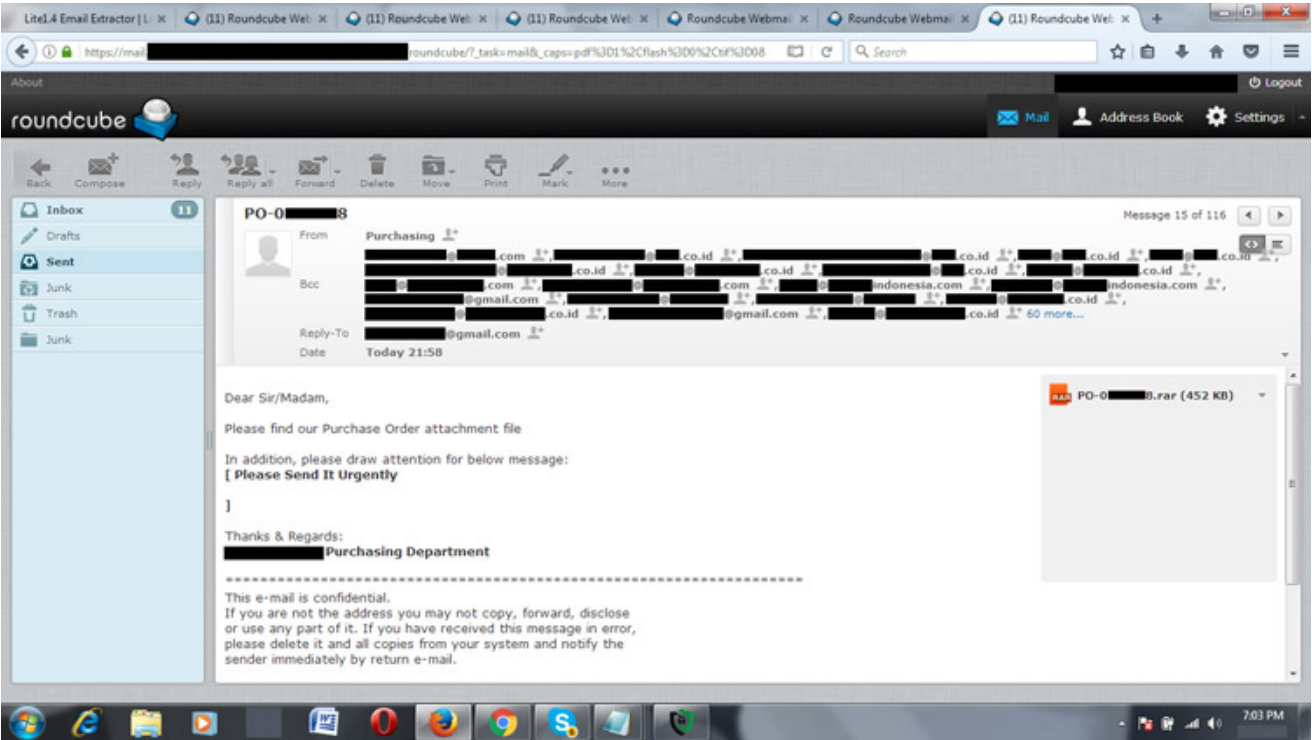 Lite1.4 Email Extractor | L
(11) Roundcube Web
(11) Roundcube Web
(11) Roundcube Web
Roundcube Webmai
Roundcube Webmai
(11) Roundcube Web
https://mail roundcube/?_task=mail&_caps=pdf%3D1%2Cflash%3D0%2Ctif%3D08
Search
About
Logout
roundcube
Mail Address Book Settings
Back Compose Reply Reply all Forward Delete Move Print Mark More
Inbox 11
Drafts
Sent
Junk
Trash
Junk
PO-0 8
Message 15 of 116
From Purchasing
@ .com , @ .co.id , @ .co.id , @ .co.id , @ .co.id ,
@ .co.id , @ .co.id , @ .co.id , @ .co.id ,
Bcc @ .com , @ .com , @ indonesia.com , @ indonesia.com ,
@gmail.com , @ , @ , @ .co.id ,
@ .co.id , @gmail.com , @ .co.id 60 more...
Reply-To @gmail.com
Date Today 21:58
Dear Sir/Madam,
Please find our Purchase Order attachment file
In addition, please draw attention for below message:
[ Please Send It Urgently
]
Thanks & Regards:
Purchasing Department
====================================================================
This e-mail is confidential.
If you are not the address you may not copy, forward, disclose
or use any part of it. If you have received this message in error,
please delete it and all copies from your system and notify the
sender immediately by return e-mail.
RAR PO-0 8.rar (452 KB)
7:03 PM